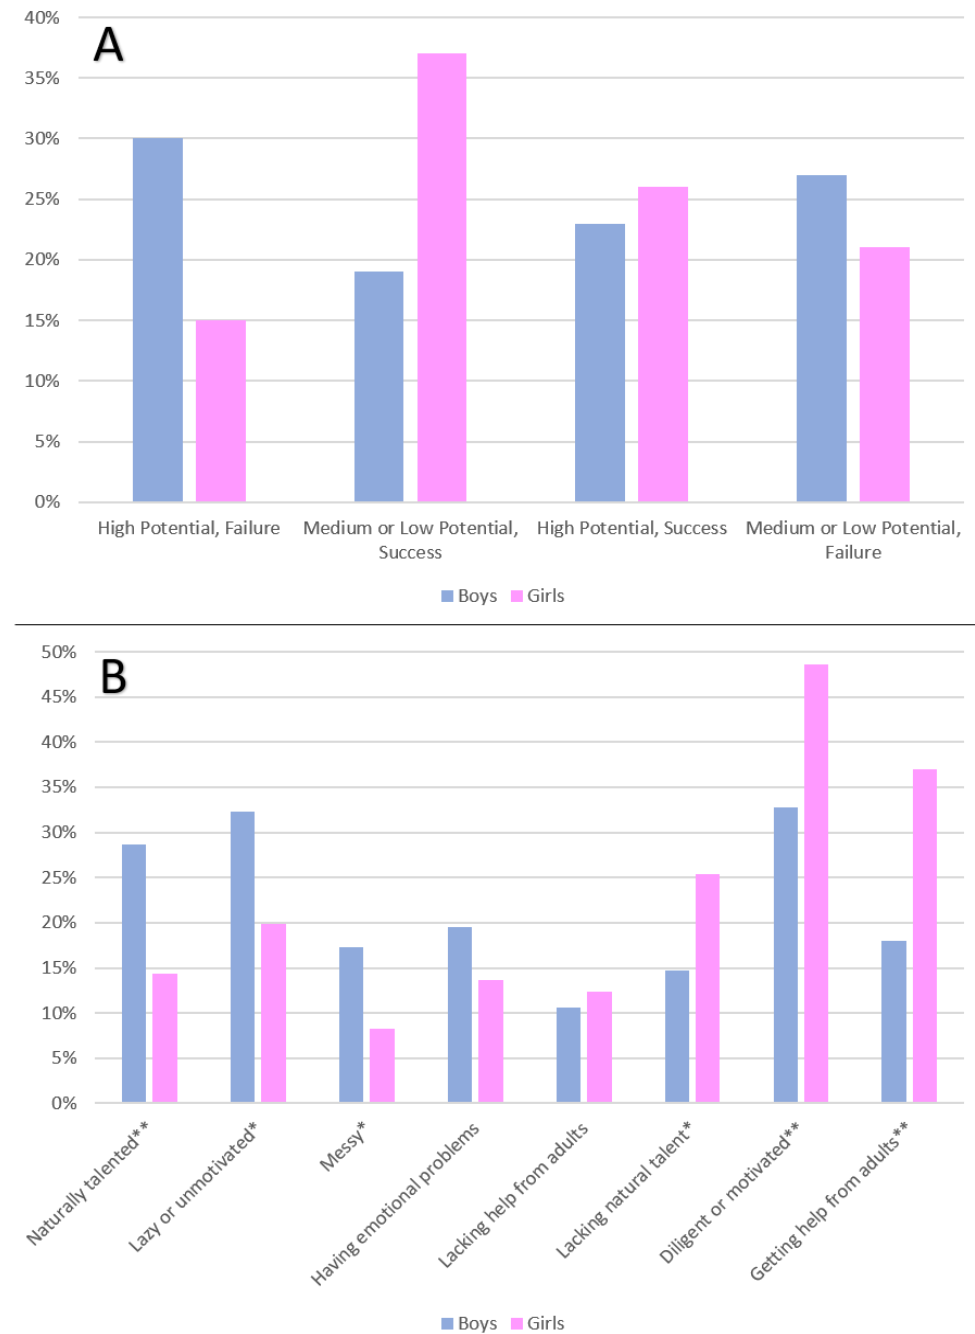 40%
A
35%
30%
25%
20%
15%
10%
5%
0%
High Potential, Failure
Medium or Low Potential,
Success
High Potential, Success
Medium or Low Potential,
Failure
Boys Girls
50%
B
45%
40%
35%
30%
25%
20%
15%
10%
5%
0%
Naturally talented**
Lazy or unmotivated*
Messy*
Having emotional problems
Lacking help from adults
Lacking natural talent*
Diligent or motivated**
Getting help from adults**
Boys Girls